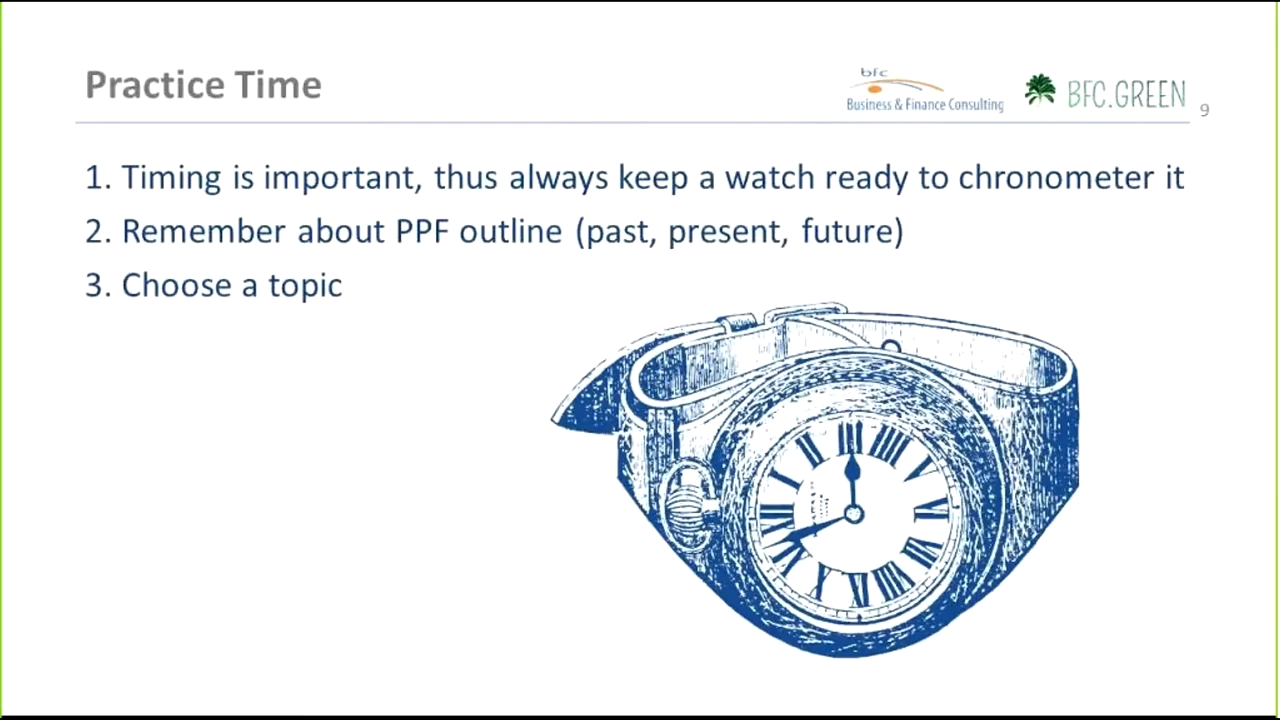 Practice Time
bfc
Business & Finance Consulting
BFC.GREEN
9
1. Timing is important, thus always keep a watch ready to chronometer it
2. Remember about PPF outline (past, present, future)
3. Choose a topic